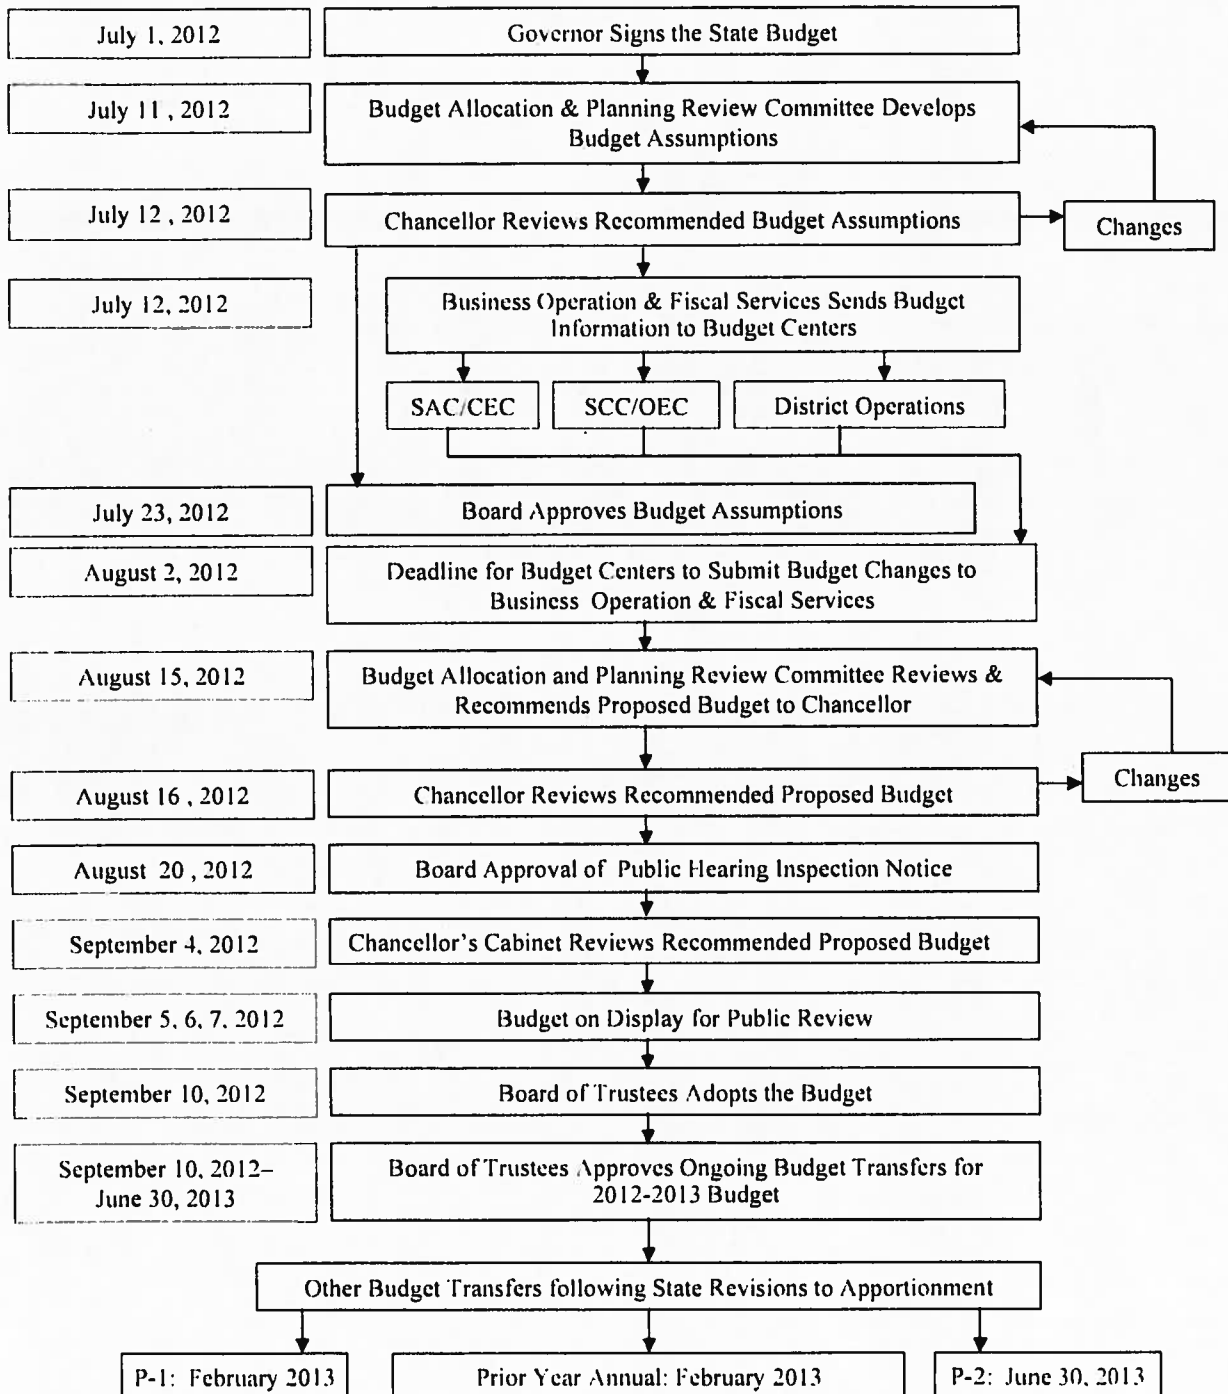 July 1, 2012
Governor Signs the State Budget
July 11 , 2012
Budget Allocation & Planning Review Committee Develops
Budget Assumptions
July 12 , 2012
Chancellor Reviews Recommended Budget Assumptions
Changes
July 12, 2012
Business Operation & Fiscal Services Sends Budget
Information to Budget Centers
SAC/CEC
SCC/OEC
District Operations
July 23, 2012
Board Approves Budget Assumptions
August 2, 2012
Deadline for Budget Centers to Submit Budget Changes to
Business Operation & Fiscal Services
August 15, 2012
Budget Allocation and Planning Review Committee Reviews &
Recommends Proposed Budget to Chancellor
August 16 , 2012
Chancellor Reviews Recommended Proposed Budget
Changes
August 20 , 2012
Board Approval of Public Hearing Inspection Notice
September 4, 2012
Chancellor's Cabinet Reviews Recommended Proposed Budget
September 5, 6, 7, 2012
Budget on Display for Public Review
September 10, 2012
Board of Trustees Adopts the Budget
September 10, 2012–
June 30, 2013
Board of Trustees Approves Ongoing Budget Transfers for
2012-2013 Budget
Other Budget Transfers following State Revisions to Apportionment
P-1: February 2013
Prior Year Annual: February 2013
P-2: June 30, 2013